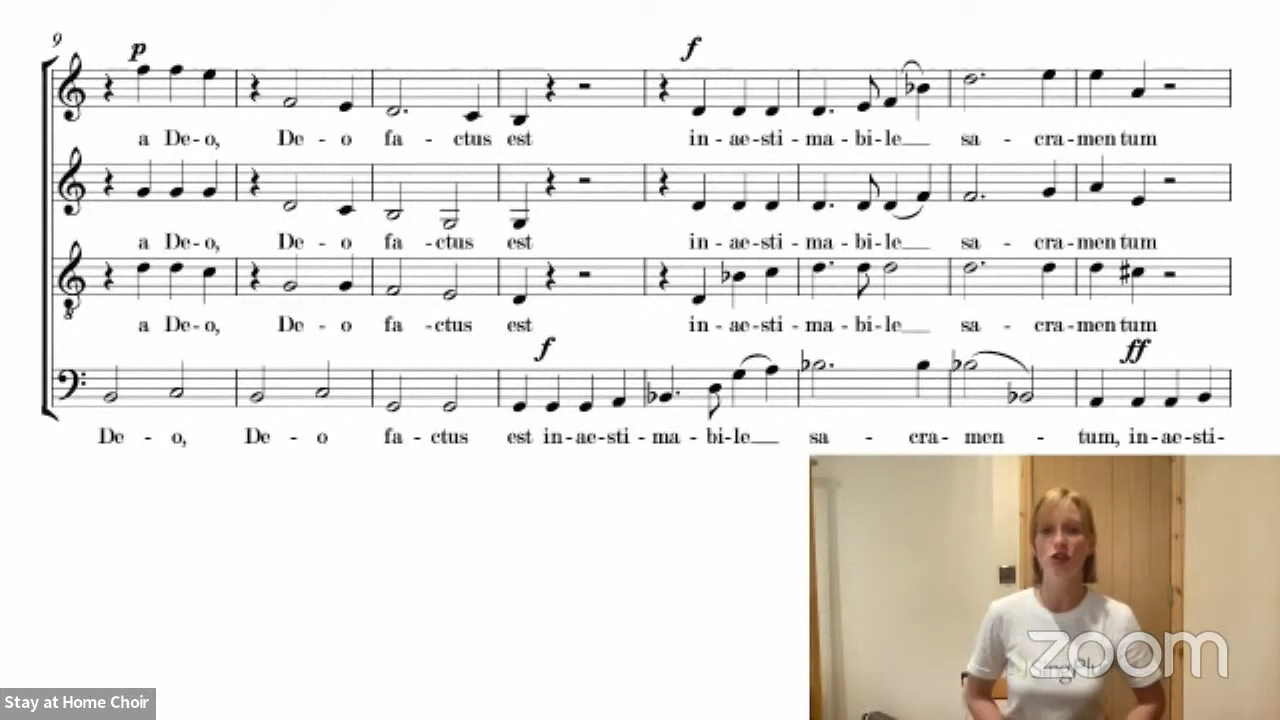 9
p f
a De - o, De - o fa - ctus est in - ae - sti - ma - bi - le sa - cra - men tum
a De - o, De - o fa - ctus est in - ae - sti - ma - bi - le sa - cra - men tum
a De - o, De - o fa - ctus est in - ae - sti - ma - bi - le sa - cra - men tum
f ff
De - o, De - o fa - ctus est in - ae - sti - ma - bi - le sa - cra - men - tum, in - ae - sti -
zoom
Stay at Home Choir